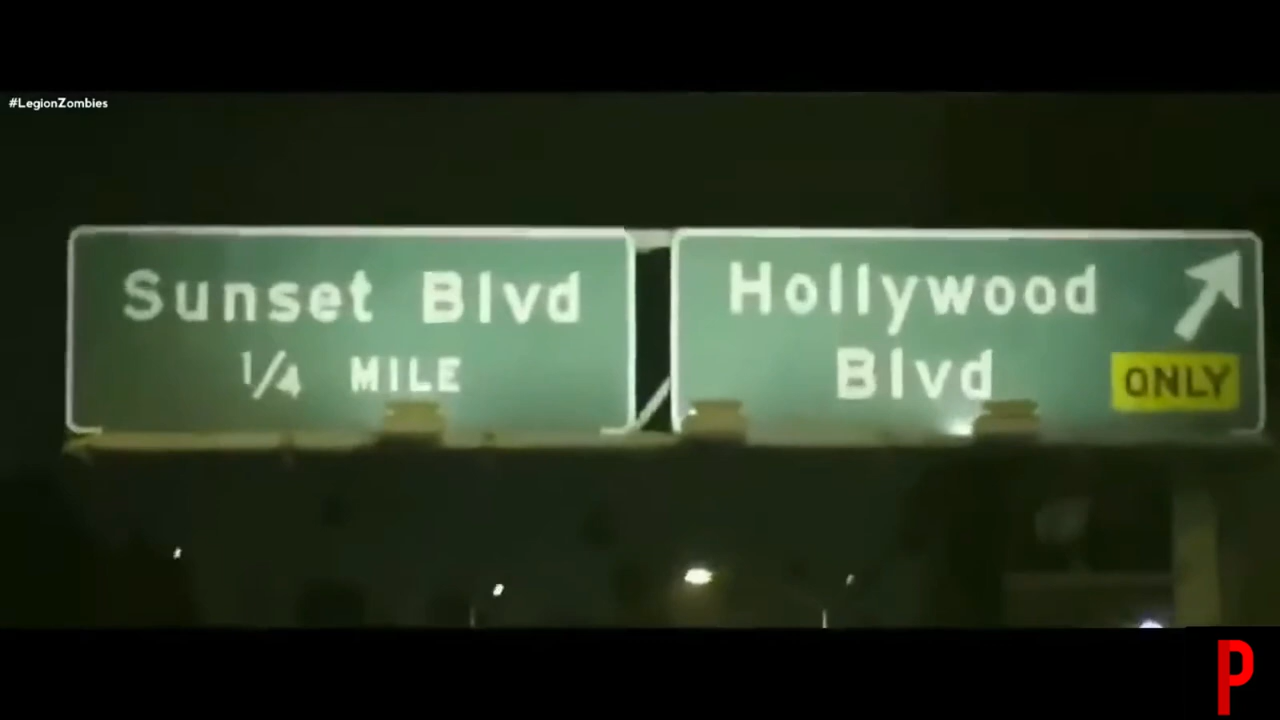 #LegionZombies
Sunset Blvd
1/4 MILE
Hollywood
Blvd
ONLY
P